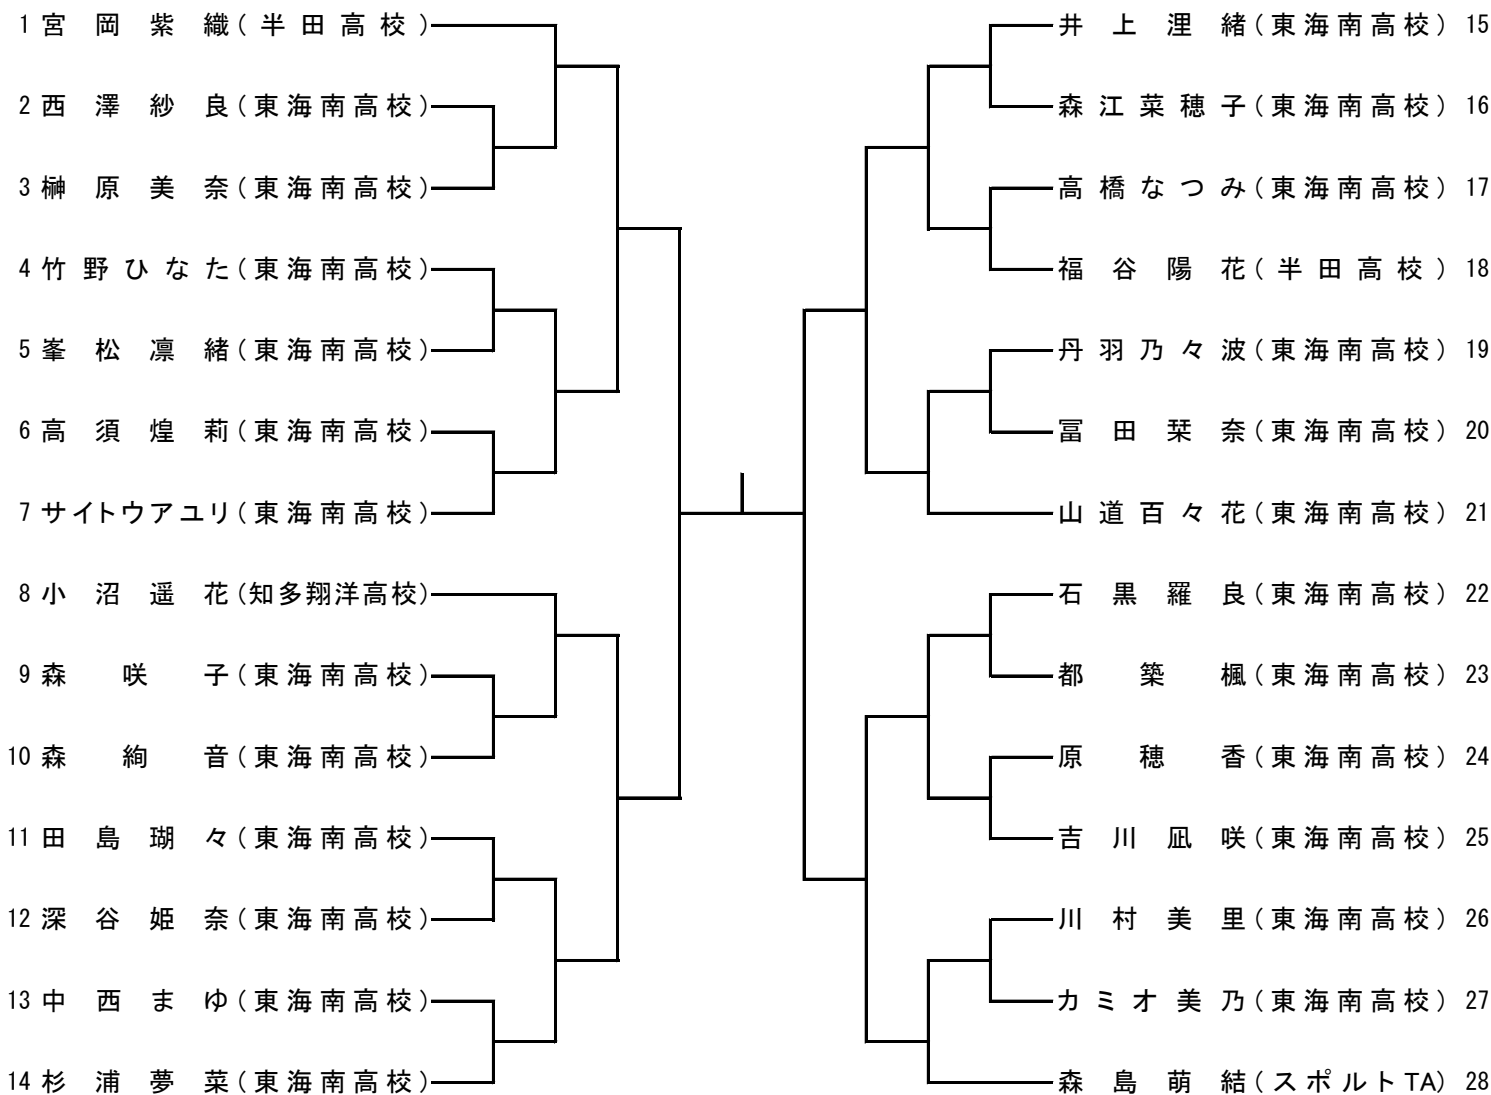 1 宮岡紫織(半田高校)
2 西澤紗良(東海南高校)
3 榊原美奈(東海南高校)
4 竹野ひなた(東海南高校)
5 峯松凛緒(東海南高校)
6 高須煌莉(東海南高校)
7 サイトウアユリ(東海南高校)
8 小沼遥花(知多翔洋高校)
9 森咲子(東海南高校)
10 森絢音(東海南高校)
11 田島瑚々(東海南高校)
12 深谷姫奈(東海南高校)
13 中西まゆ(東海南高校)
14 杉浦夢菜(東海南高校)
井上浬緒(東海南高校) 15
森江菜穂子(東海南高校) 16
高橋なつみ(東海南高校) 17
福谷陽花(半田高校) 18
丹羽乃々波(東海南高校) 19
冨田栞奈(東海南高校) 20
山道百々花(東海南高校) 21
石黒羅良(東海南高校) 22
都築楓(東海南高校) 23
原穂香(東海南高校) 24
吉川凪咲(東海南高校) 25
川村美里(東海南高校) 26
カミオ美乃(東海南高校) 27
森島萌結(スポルトTA) 28